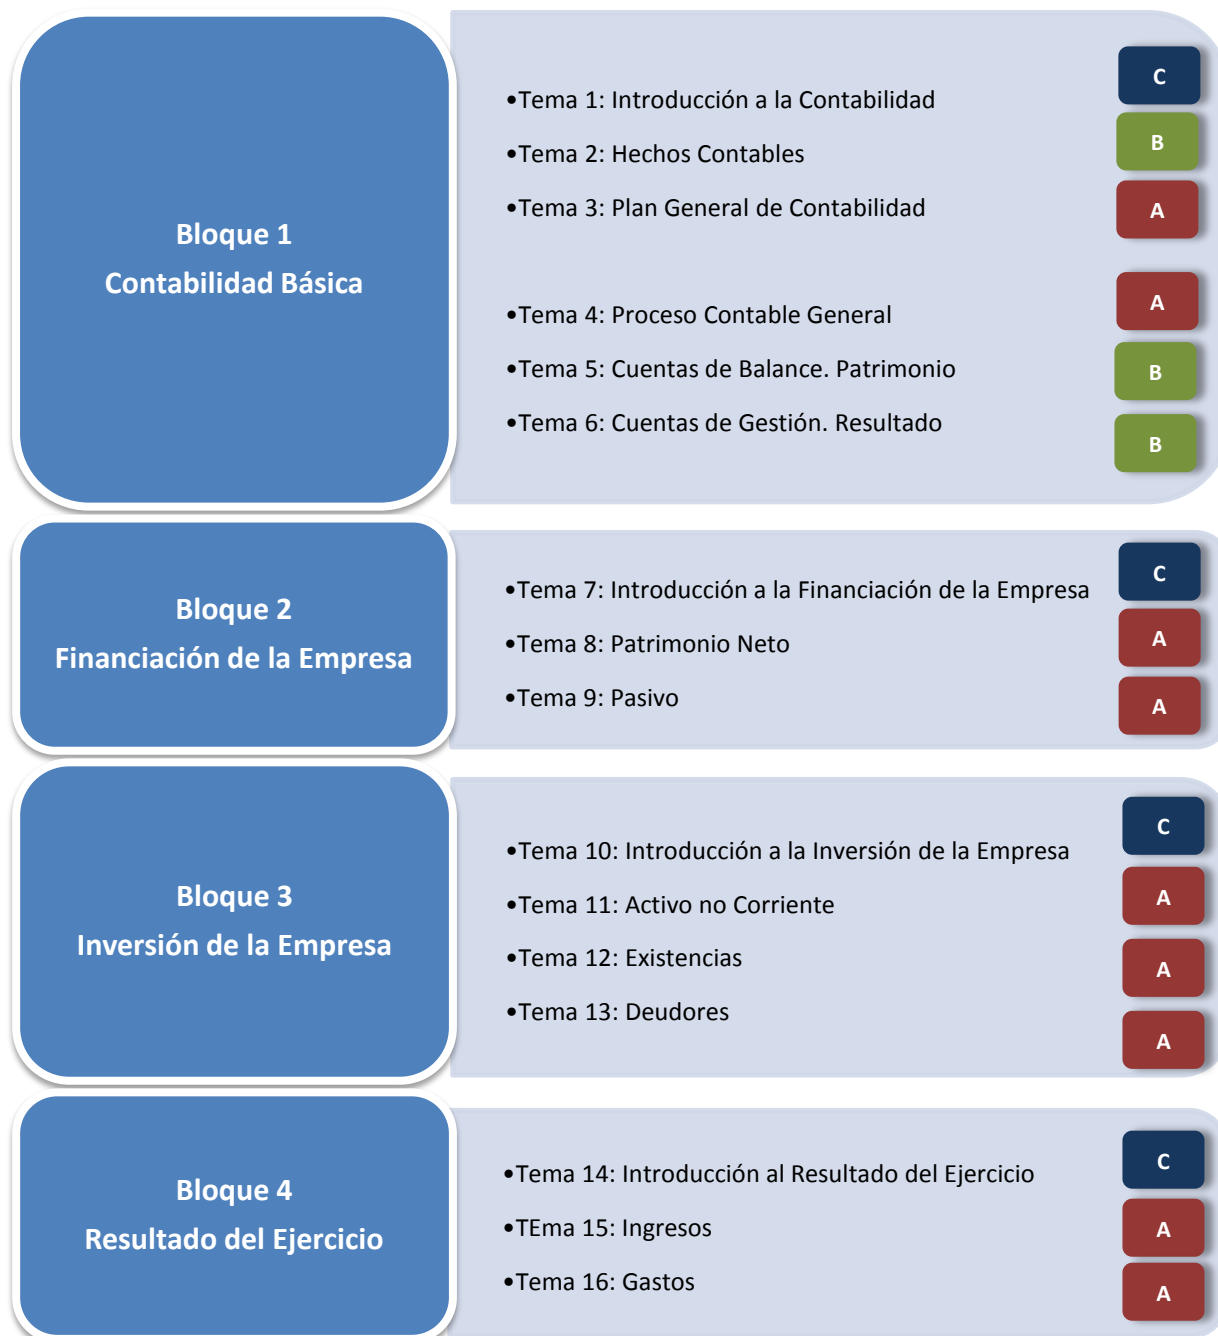 Bloque 1
Contabilidad Básica
•Tema 1: Introducción a la Contabilidad
C
•Tema 2: Hechos Contables
B
•Tema 3: Plan General de Contabilidad
A
•Tema 4: Proceso Contable General
A
•Tema 5: Cuentas de Balance. Patrimonio
B
•Tema 6: Cuentas de Gestión. Resultado
B
Bloque 2
Financiación de la Empresa
•Tema 7: Introducción a la Financiación de la Empresa
C
•Tema 8: Patrimonio Neto
A
•Tema 9: Pasivo
A
Bloque 3
Inversión de la Empresa
•Tema 10: Introducción a la Inversión de la Empresa
C
•Tema 11: Activo no Corriente
A
•Tema 12: Existencias
A
•Tema 13: Deudores
A
Bloque 4
Resultado del Ejercicio
•Tema 14: Introducción al Resultado del Ejercicio
C
•TEma 15: Ingresos
A
•Tema 16: Gastos
A